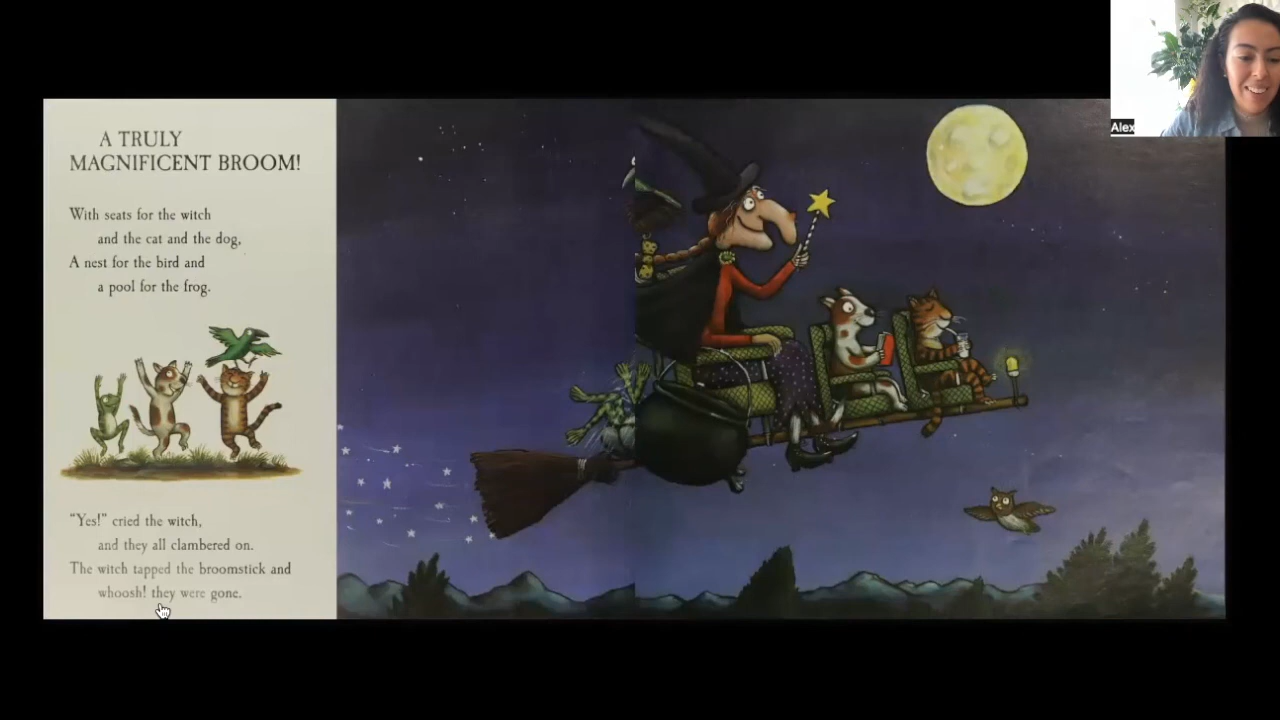 A TRULY
MAGNIFICENT BROOM!
With seats for the witch
and the cat and the dog,
A nest for the bird and
a pool for the frog.
"Yes!" cried the witch,
and they all clambered on.
The witch tapped the broomstick and
whoosh! they were gone.
Alex